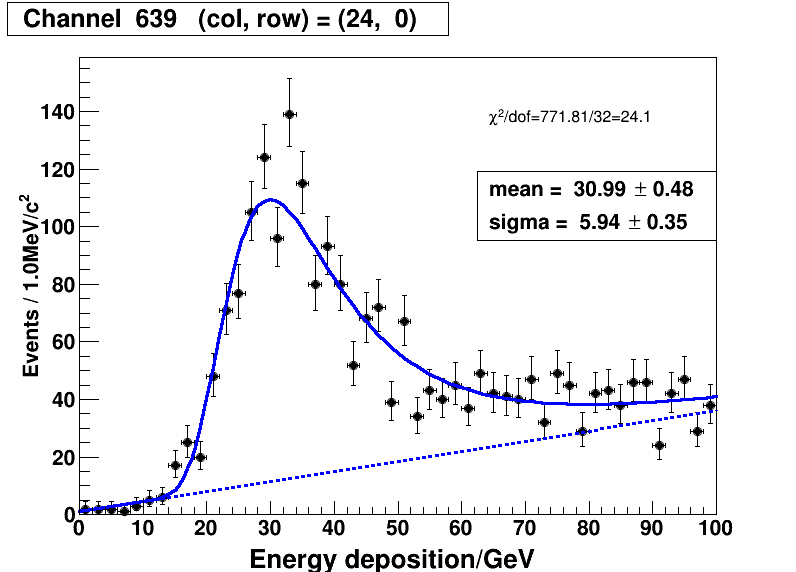 Channel 639 (col, row) = (24, 0)
χ²/dof=771.81/32=24.1
mean = 30.99 ± 0.48
sigma = 5.94 ± 0.35
Events / 1.0MeV/c²
140
120
100
80
60
40
20
0
0 10 20 30 40 50 60 70 80 90 100
Energy deposition/GeV